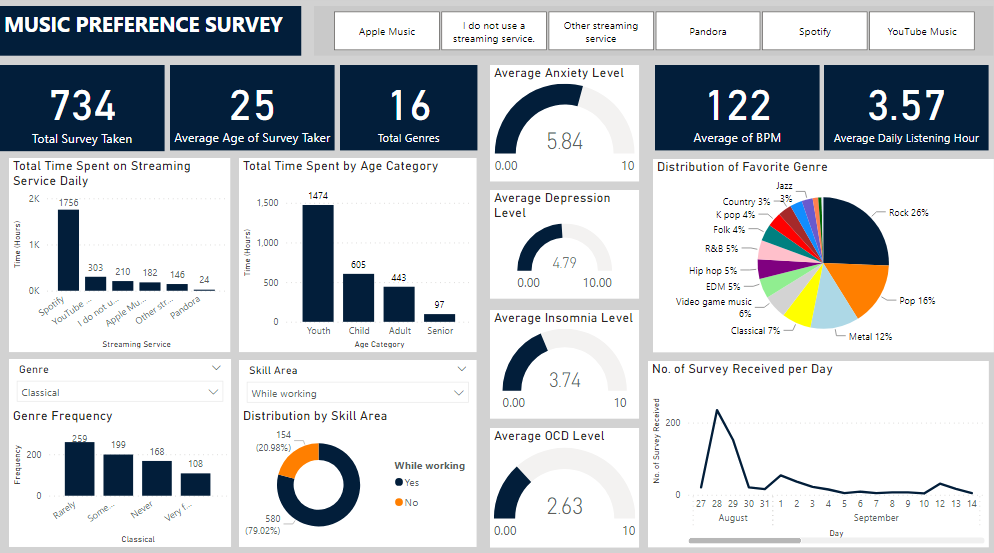 MUSIC PREFERENCE SURVEY
Apple Music
I do not use a
streaming service.
Other streaming
service
Pandora
Spotify
YouTube Music
734
Total Survey Taken
25
Average Age of Survey Taker
16
Total Genres
Average Anxiety Level
5.84
0.00
10
122
Average of BPM
3.57
Average Daily Listening Hour
Total Time Spent on Streaming
Service Daily
Time (Hours)
2K
1K
0K
1756
303
210
182
146
24
Spotify
YouTube ...
I do not u...
Apple Mu...
Other str...
Pandora
Streaming Service
Total Time Spent by Age Category
Time (Hours)
1,500
1,000
500
0
1474
605
443
97
Youth
Child
Adult
Senior
Age Category
Average Depression
Level
4.79
0.00
10.00
Average Insomnia Level
3.74
0.00
10
Average OCD Level
2.63
0.00
10
Distribution of Favorite Genre
Jazz
3%
Country 3%
K pop 4%
Folk 4%
R&B 5%
Hip hop 5%
EDM 5%
Video game music
6%
Classical 7%
Metal 12%
Pop 16%
Rock 26%
Genre
Classical
Genre Frequency
Frequency
200
0
259
199
168
108
Rarely
Some...
Never
Very f...
Classical
Skill Area
While working
Distribution by Skill Area
154
(20.98%)
580
(79.02%)
While working
Yes
No
No. of Survey Received per Day
No. of Survey Received
200
0
27 28 29 30 31 1 2 3 4 5 6 7 8 9 10 11 12 13 14
August
September
Day